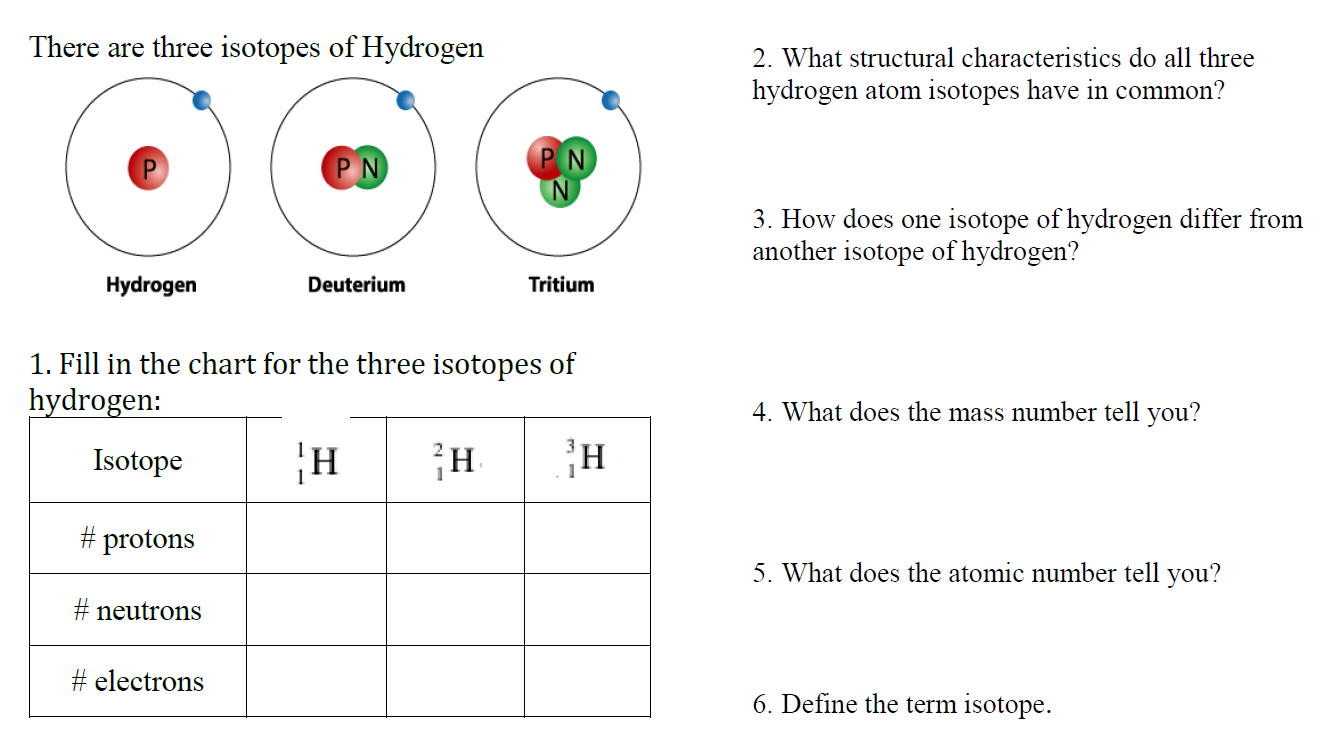 There are three isotopes of Hydrogen
P
P N
P N
N
Hydrogen Deuterium Tritium
1. Fill in the chart for the three isotopes of
hydrogen:
Isotope ¹₁H ²₁H ³₁H
# protons
# neutrons
# electrons
2. What structural characteristics do all three
hydrogen atom isotopes have in common?
3. How does one isotope of hydrogen differ from
another isotope of hydrogen?
4. What does the mass number tell you?
5. What does the atomic number tell you?
6. Define the term isotope.